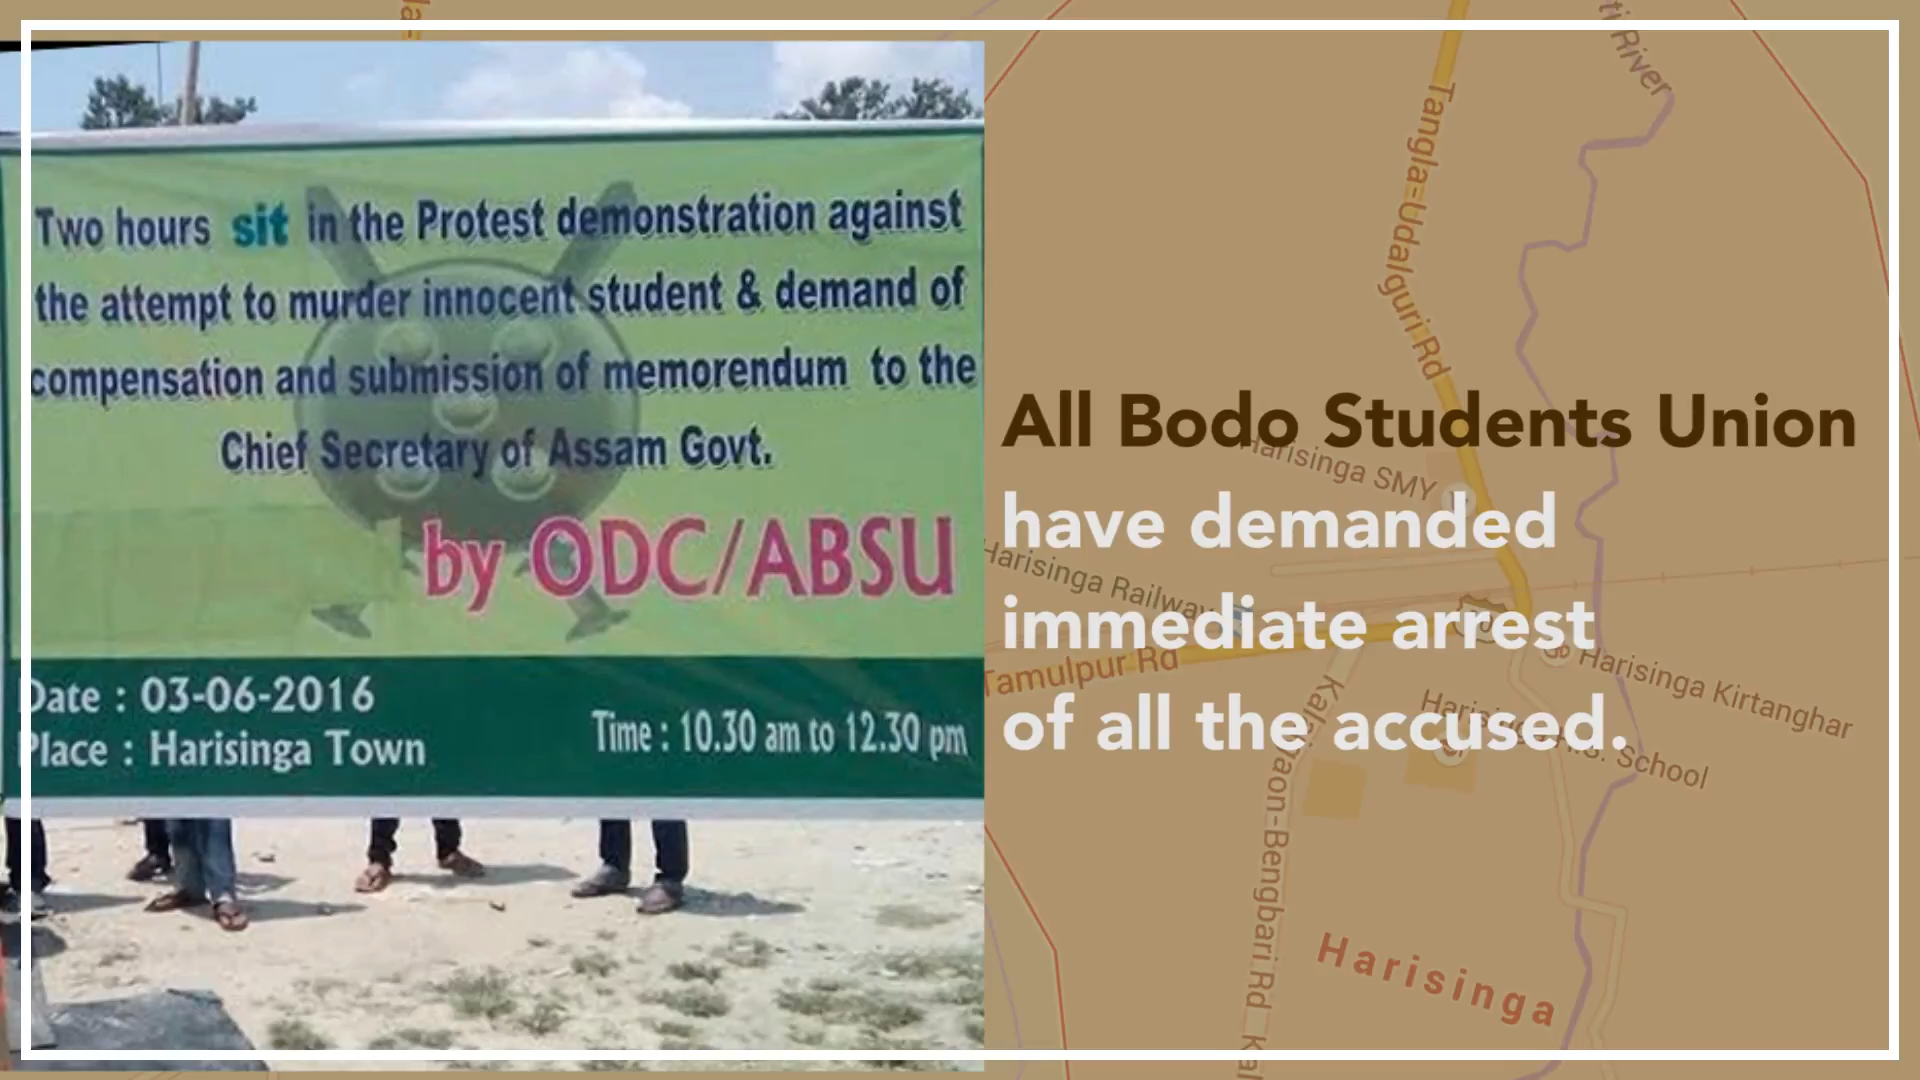 Two hours sit in the Protest demonstration against
the attempt to murder innocent student & demand of
compensation and submission of memorendum to the
Chief Secretary of Assam Govt.
by ODC/ABSU
Date : 03-06-2016
Place : Harisinga Town
Time : 10.30 am to 12.30 pm
All Bodo Students Union
have demanded
immediate arrest
of all the accused.
River
Tangla-Udalguri Rd
Harisinga SMY
Harisinga Railway
Tamulpur Rd
Harisinga Kirtanghar
School
Kalaigaon-Bengbari Rd
Harisinga